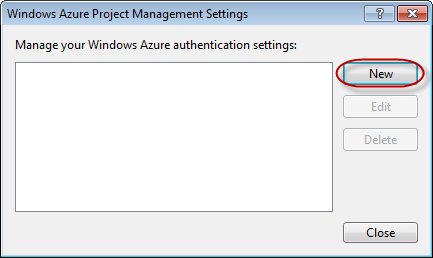 Windows Azure Project Management Settings
Manage your Windows Azure authentication settings:
New
Edit
Delete
Close